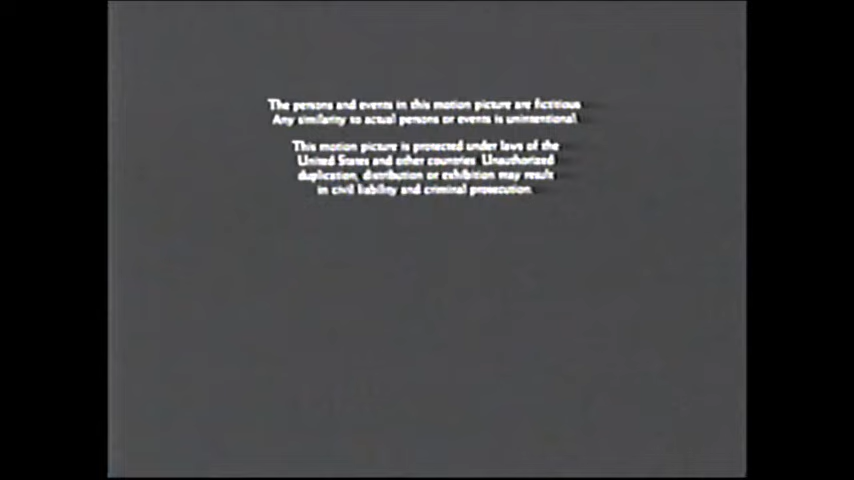 The persons and events in this motion picture are fictitious
Any similarity to actual persons or events is unintentional.
This motion picture is protected under laws of the
United States and other countries. Unauthorized
duplication, distribution or exhibition may result
in civil liability and criminal prosecution.